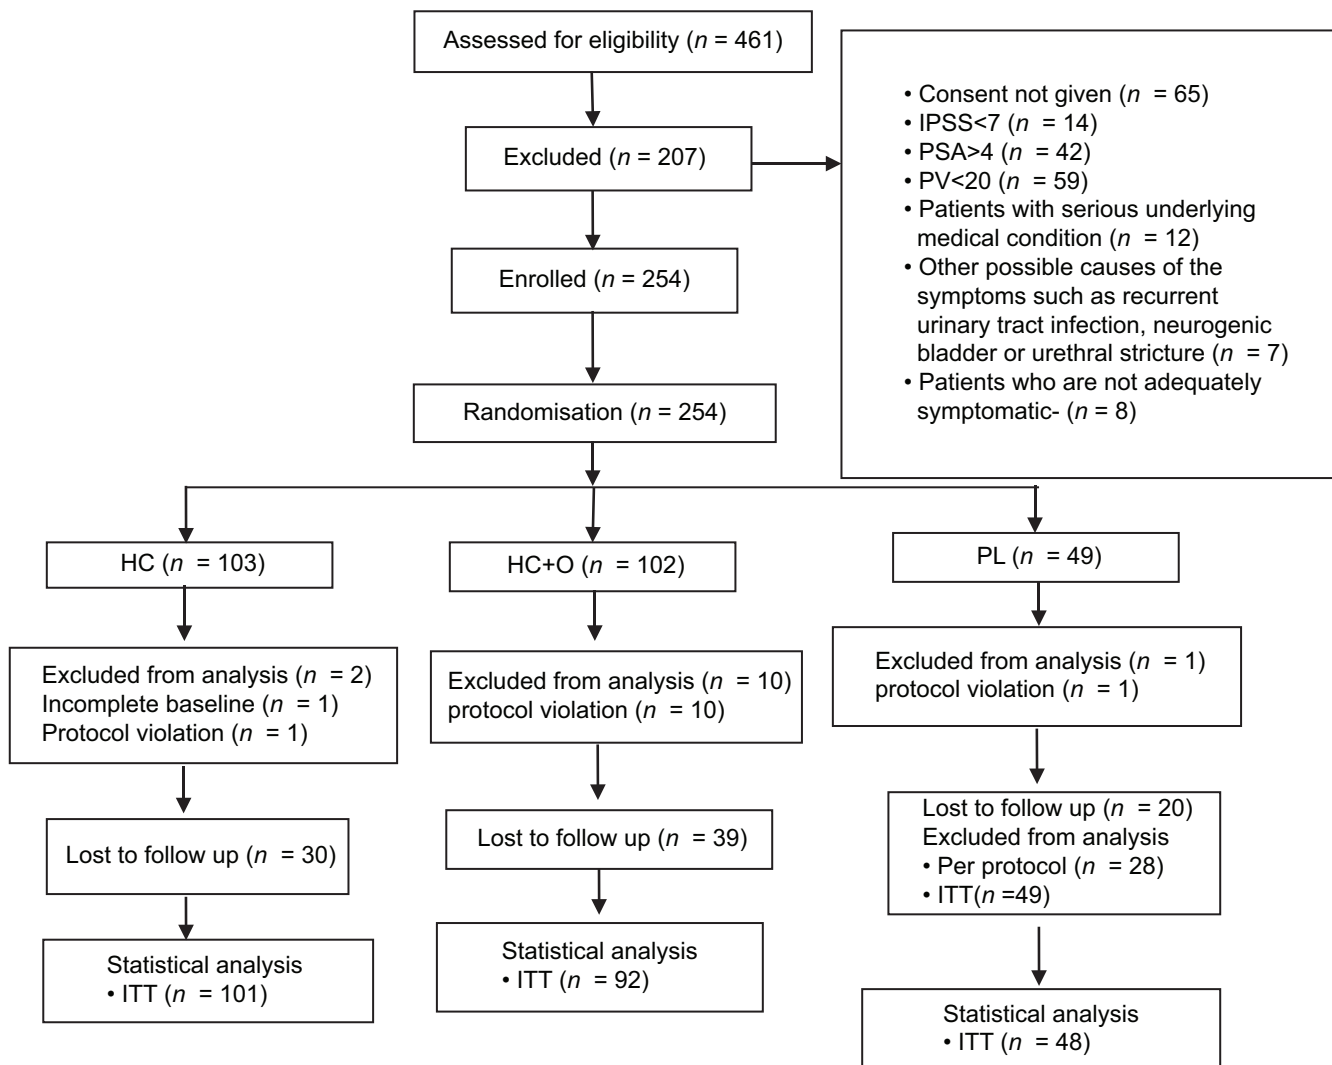 Assessed for eligibility (n = 461)
Excluded (n = 207)
• Consent not given (n = 65)
• IPSS<7 (n = 14)
• PSA>4 (n = 42)
• PV<20 (n = 59)
• Patients with serious underlying
medical condition (n = 12)
• Other possible causes of the
symptoms such as recurrent
urinary tract infection, neurogenic
bladder or urethral stricture (n = 7)
• Patients who are not adequately
symptomatic- (n = 8)
Enrolled (n = 254)
Randomisation (n = 254)
HC (n = 103)
Excluded from analysis (n = 2)
Incomplete baseline (n = 1)
Protocol violation (n = 1)
Lost to follow up (n = 30)
Statistical analysis
• ITT (n = 101)
HC+O (n = 102)
Excluded from analysis (n = 10)
protocol violation (n = 10)
Lost to follow up (n = 39)
Statistical analysis
• ITT (n = 92)
PL (n = 49)
Excluded from analysis (n = 1)
protocol violation (n = 1)
Lost to follow up (n = 20)
Excluded from analysis
• Per protocol (n = 28)
• ITT(n =49)
Statistical analysis
• ITT (n = 48)